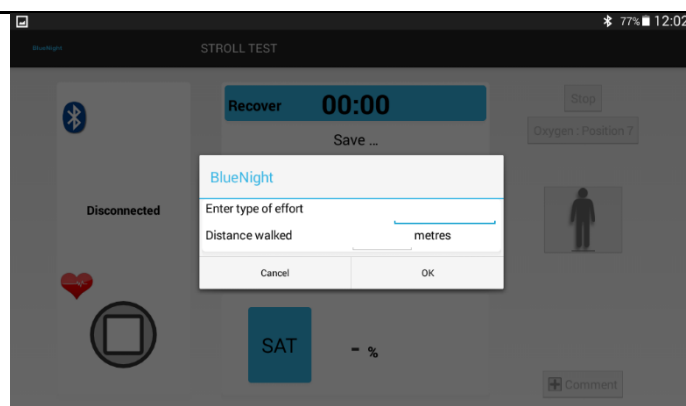 77% 12:02
BlueNight STROLL TEST
Recover 00:00
Stop
Save ...
Oxygen : Position 7
BlueNight
Enter type of effort
Disconnected
Distance walked metres
Cancel OK
SAT - %
Comment